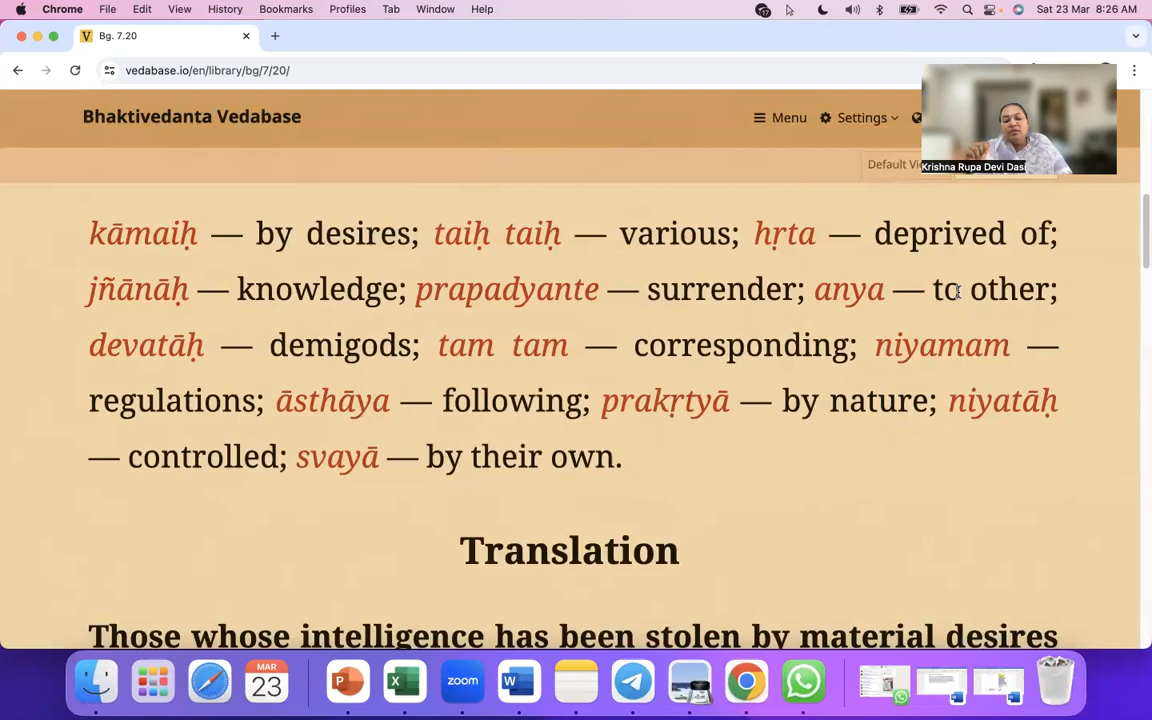 Chrome File Edit View History Bookmarks Profiles Tab Window Help Sat 23 Mar 8:26 AM
Bg. 7.20
vedabase.io/en/library/bg/7/20/
Bhaktivedanta Vedabase
Menu Settings
Default
Krishna Rupa Devi Dasi
kāmaiḥ — by desires; taiḥ taiḥ — various; hṛta — deprived of;
jñānāḥ — knowledge; prapadyante — surrender; anya — to other;
devatāḥ — demigods; tam tam — corresponding; niyamam —
regulations; āsthāya — following; prakṛtyā — by nature; niyatāḥ
— controlled; svayā — by their own.
Translation
Those whose intelligence has been stolen by material desires
MAR
23
zoom